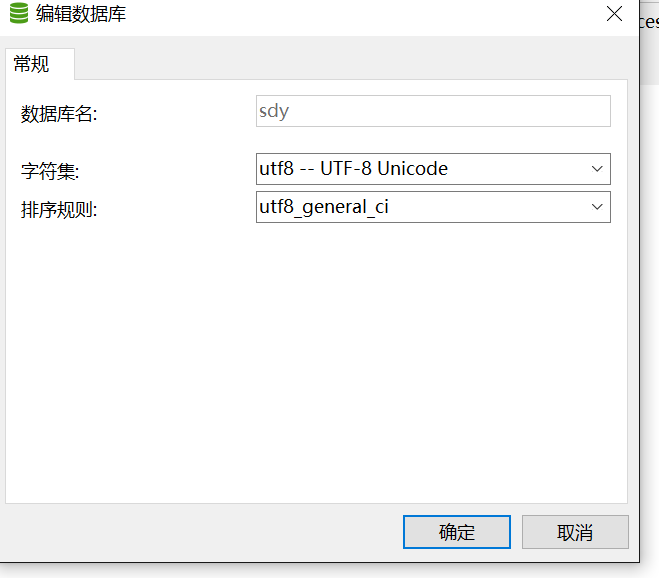 编辑数据库
常规
数据库名: sdy
字符集: utf8 -- UTF-8 Unicode
排序规则: utf8_general_ci
确定 取消